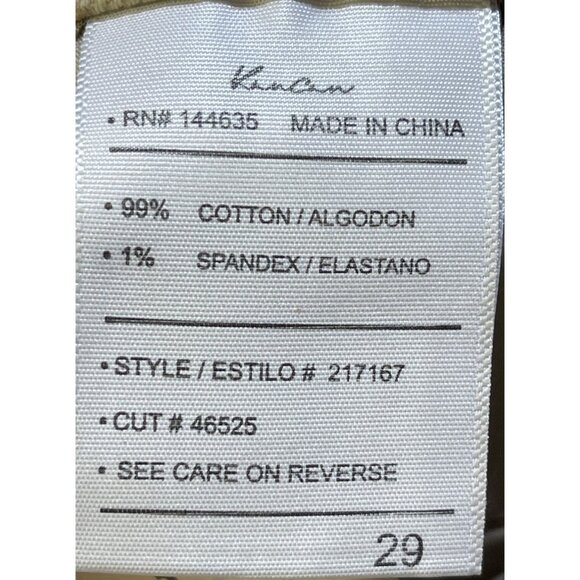 KanCan
• RN# 144635 MADE IN CHINA
• 99% COTTON / ALGODON
• 1% SPANDEX / ELASTANO
• STYLE / ESTILO # 217167
• CUT # 46525
• SEE CARE ON REVERSE
29